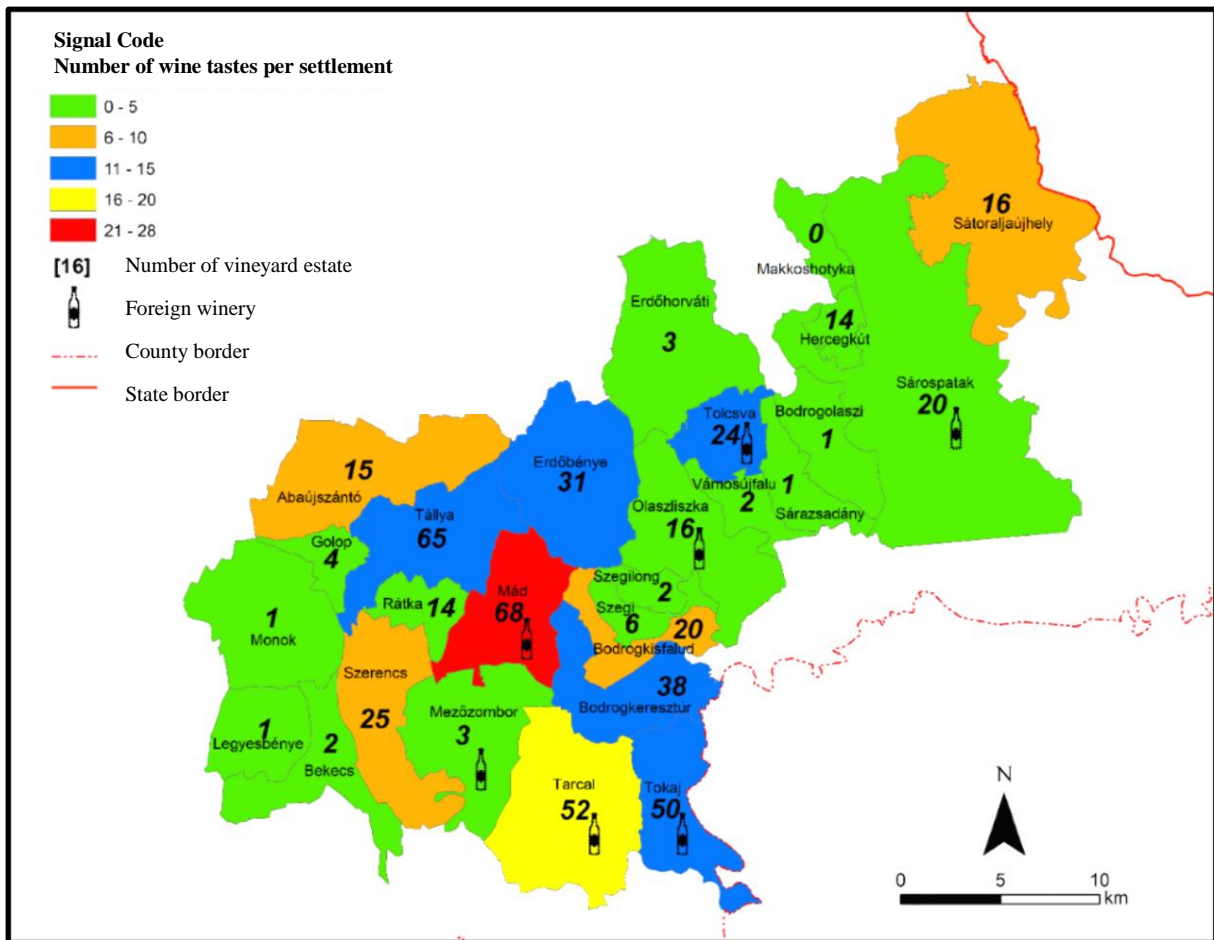 Signal Code
Number of wine tastes per settlement
0 - 5
6 - 10
11 - 15
16 - 20
21 - 28
[16] Number of vineyard estate
Foreign winery
County border
State border
16
Sátoraljaújhely
0
Makkoshotyka
14
Hercegkút
Erdőhorváti
3
Sárospatak
20
Tolcsva
24
Bodrogolaszi
1
Vámosújfalu
2
1
Sárazsadány
Erdőbénye
31
15
Abaújszántó
Olaszliszka
16
Tállya
65
Golop
4
Szegilong
2
Szegi
6
Rátka 14
Mád
68
20
Bodrogkisfalud
1
Monok
Szerencs
25
38
Bodrogkeresztúr
Mezőzombor
3
1
Legyesbénye
2
Bekecs
Tarcal
52
Tokaj
50
N
0 5 10
km